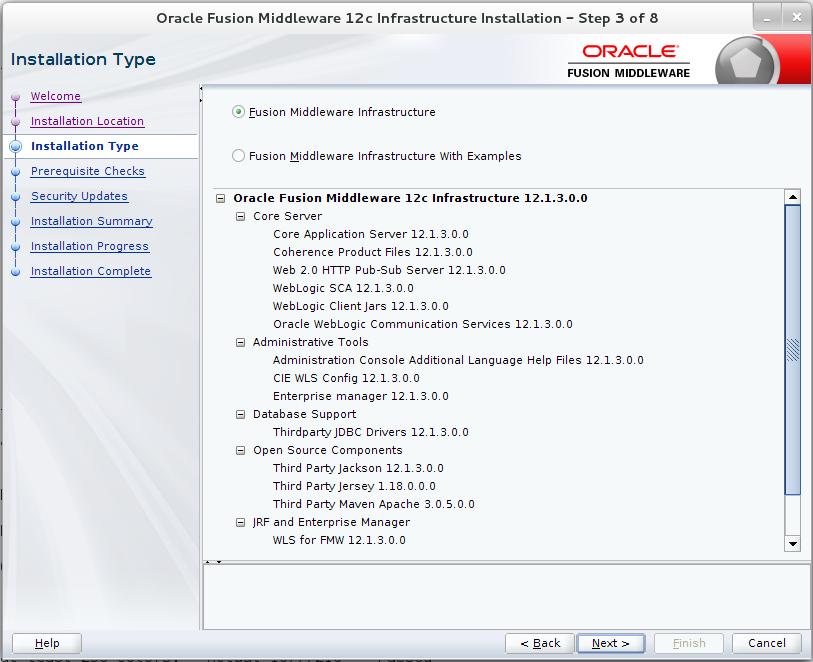 Oracle Fusion Middleware 12c Infrastructure Installation – Step 3 of 8
Installation Type
ORACLE
FUSION MIDDLEWARE
Welcome
Installation Location
Installation Type
Prerequisite Checks
Security Updates
Installation Summary
Installation Progress
Installation Complete
Fusion Middleware Infrastructure
Fusion Middleware Infrastructure With Examples
Oracle Fusion Middleware 12c Infrastructure 12.1.3.0.0
Core Server
Core Application Server 12.1.3.0.0
Coherence Product Files 12.1.3.0.0
Web 2.0 HTTP Pub-Sub Server 12.1.3.0.0
WebLogic SCA 12.1.3.0.0
WebLogic Client Jars 12.1.3.0.0
Oracle WebLogic Communication Services 12.1.3.0.0
Administrative Tools
Administration Console Additional Language Help Files 12.1.3.0.0
CIE WLS Config 12.1.3.0.0
Enterprise manager 12.1.3.0.0
Database Support
Thirdparty JDBC Drivers 12.1.3.0.0
Open Source Components
Third Party Jackson 12.1.3.0.0
Third Party Jersey 1.18.0.0.0
Third Party Maven Apache 3.0.5.0.0
JRF and Enterprise Manager
WLS for FMW 12.1.3.0.0
Help
< Back
Next >
Finish
Cancel